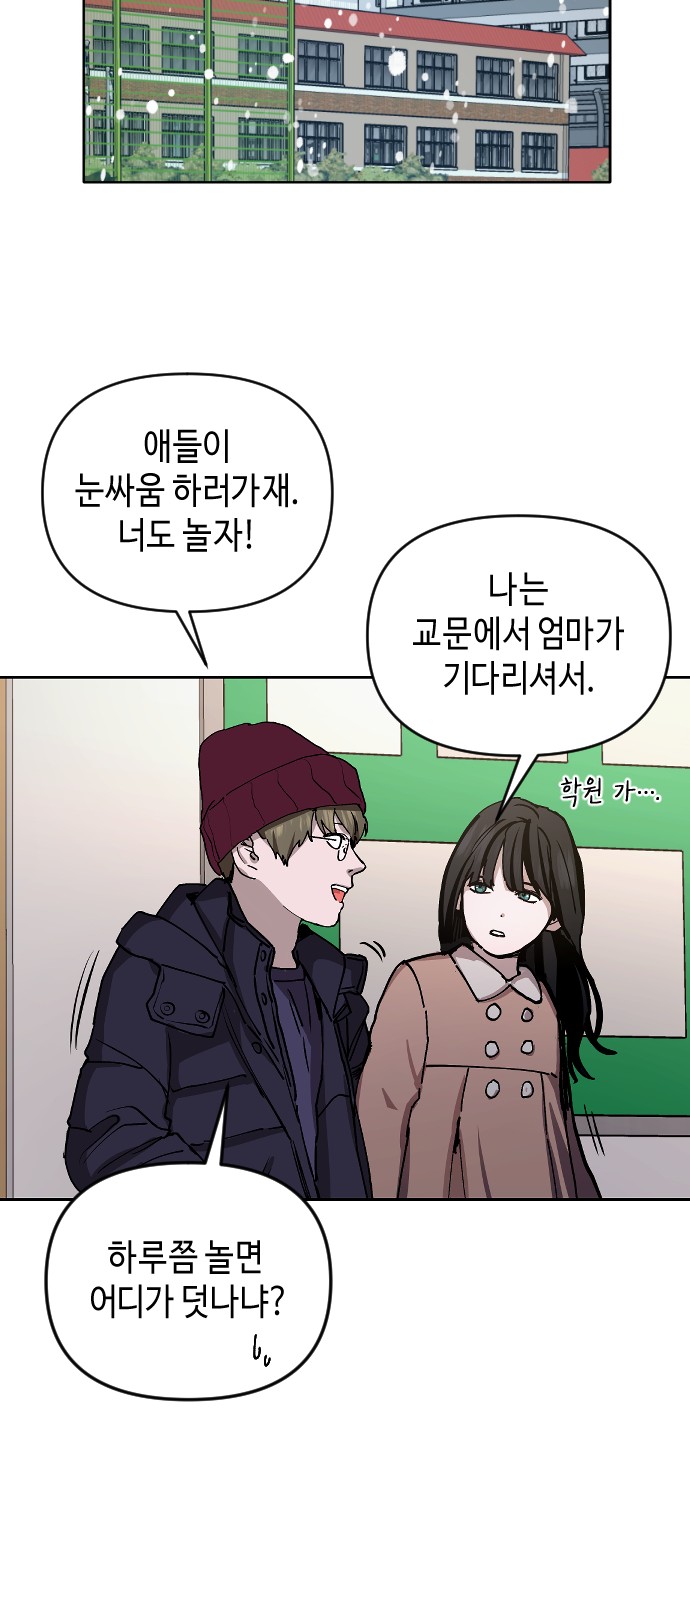 애들이
눈싸움 하러가재.
너도 놀자!
나는
교문에서 엄마가
기다리셔서.
학원 가….
하루쯤 놀면
어디가 덧나냐?